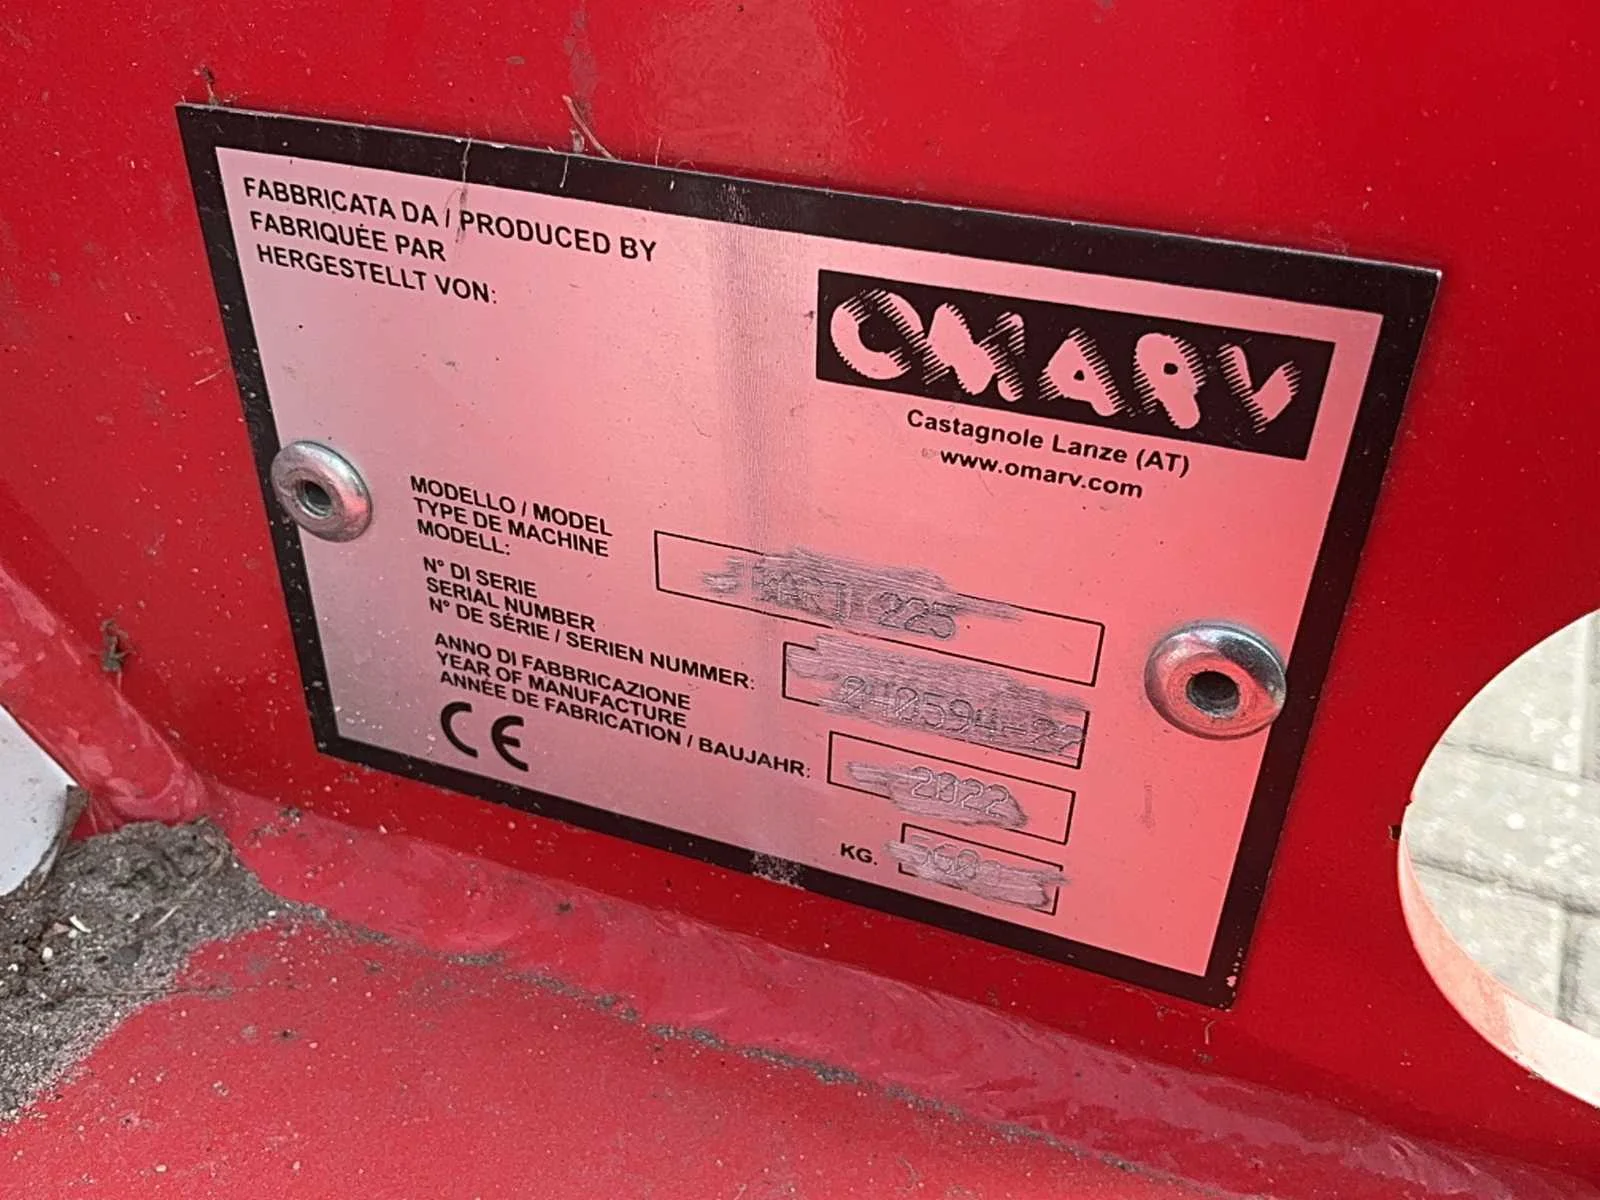 FABBRICATA DA / PRODUCED BY
FABRIQUÉE PAR
HERGESTELLT VON:
OMARV
Castagnole Lanze (AT)
www.omarv.com
MODELLO / MODEL
TYPE DE MACHINE
MODELL:
225
N° DI SERIE
SERIAL NUMBER
N° DE SÉRIE / SERIEN NUMMER:
ANNO DI FABBRICAZIONE
YEAR OF MANUFACTURE
ANNÉE DE FABRICATION / BAUJAHR:
2022
CE
KG.
560